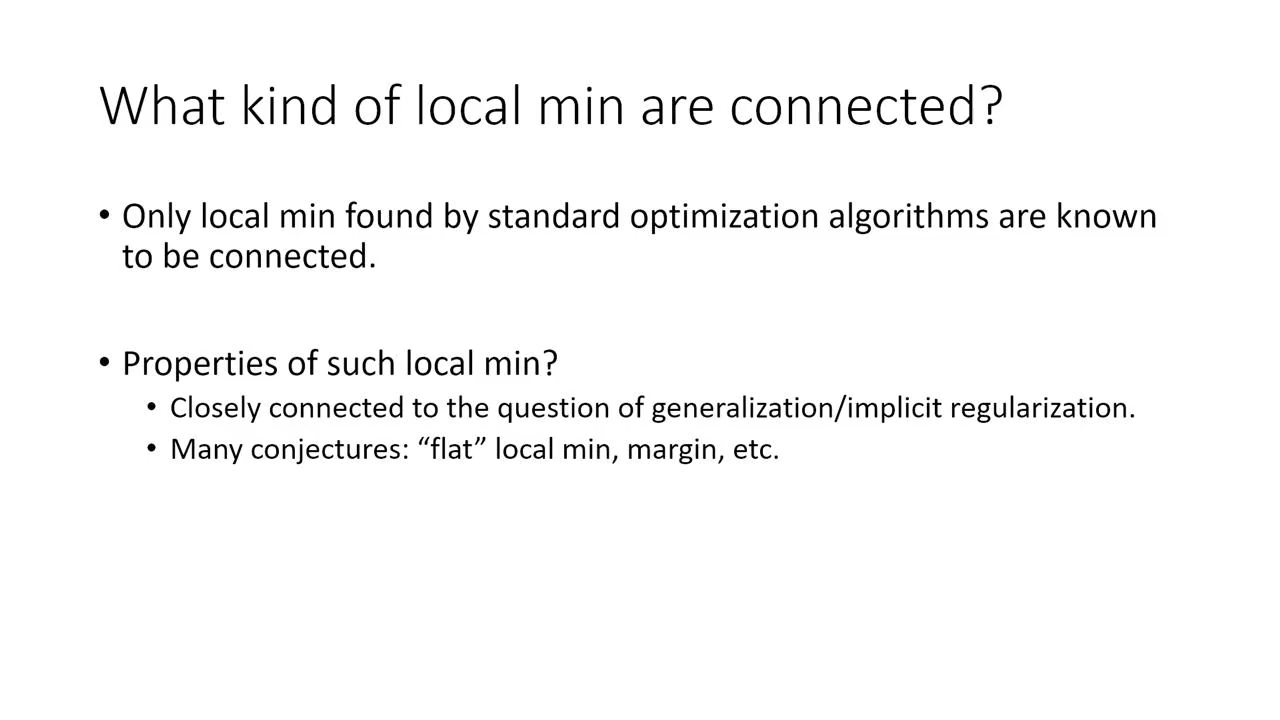 What kind of local min are connected?
• Only local min found by standard optimization algorithms are known
to be connected.
• Properties of such local min?
• Closely connected to the question of generalization/implicit regularization.
• Many conjectures: “flat” local min, margin, etc.